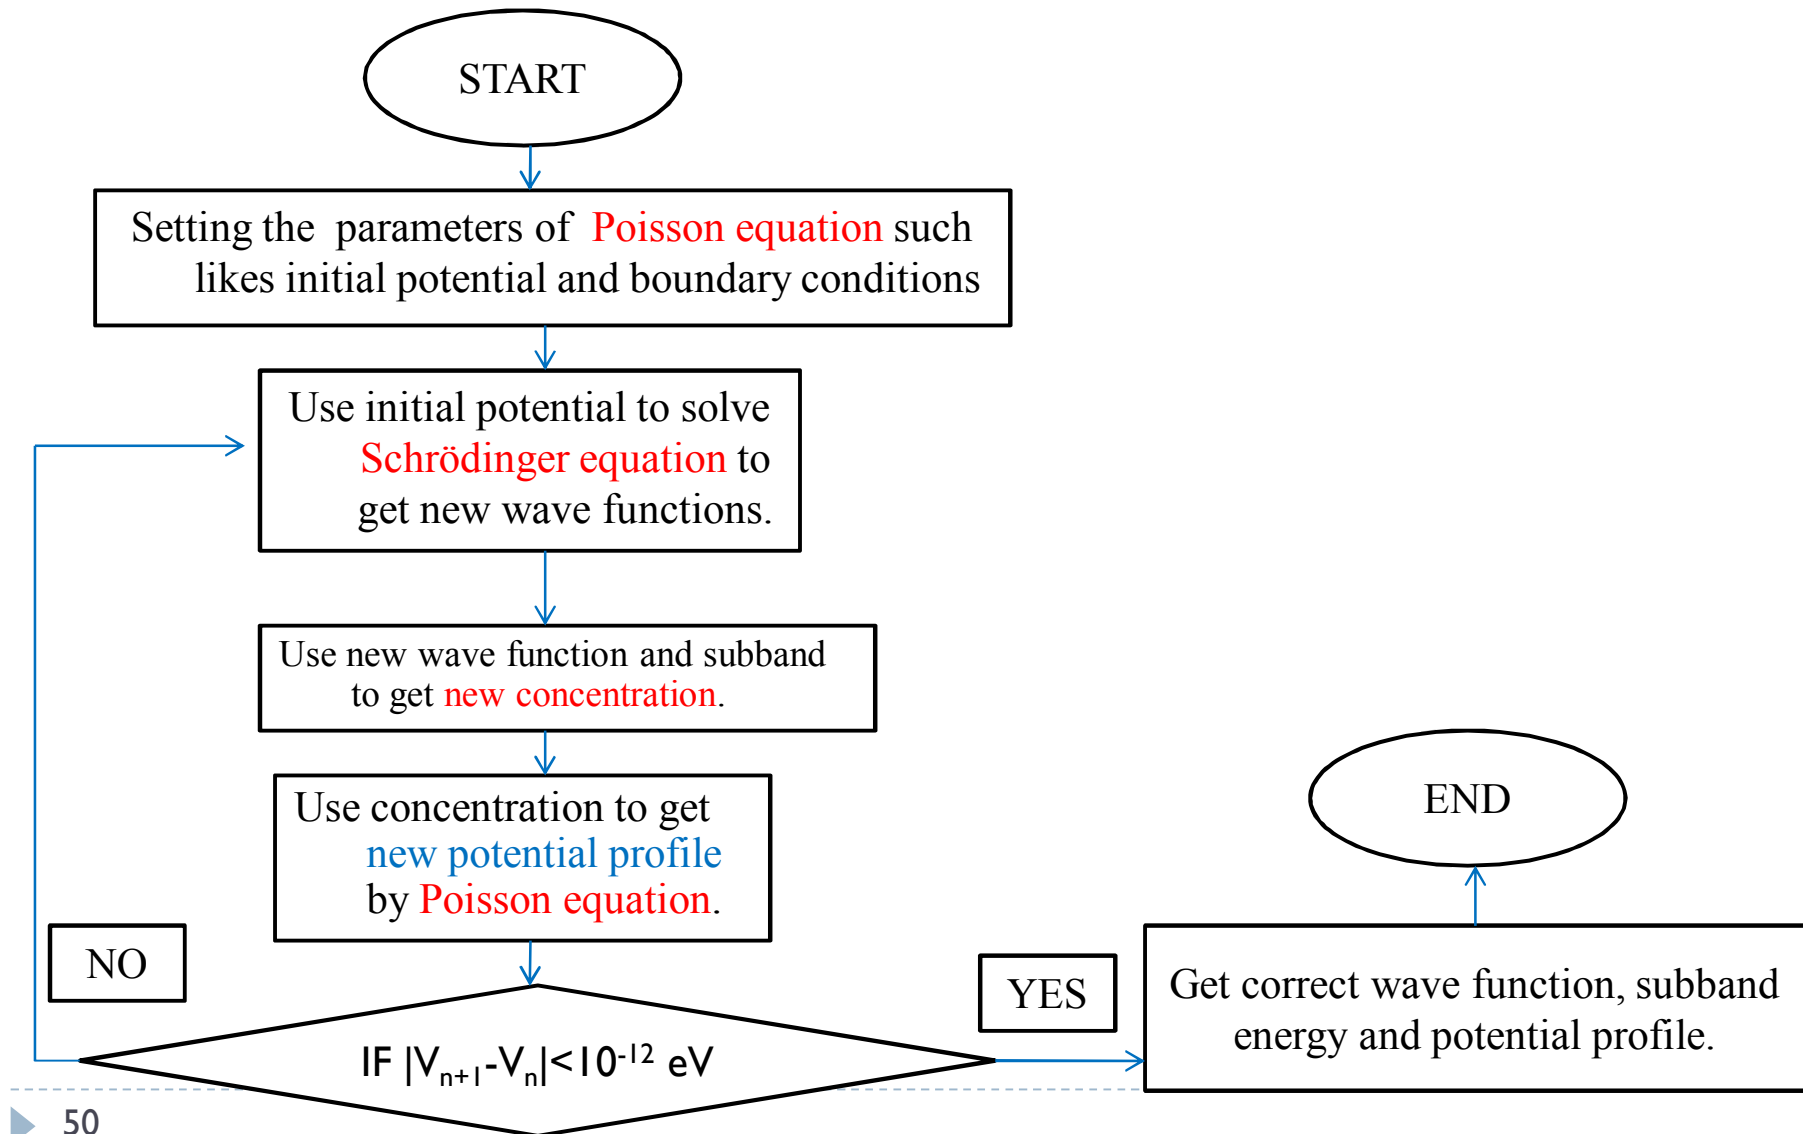 START
Setting the parameters of Poisson equation such
likes initial potential and boundary conditions
Use initial potential to solve
Schrödinger equation to
get new wave functions.
Use new wave function and subband
to get new concentration.
Use concentration to get
new potential profile
by Poisson equation.
NO
IF |Vₙ₊₁-Vₙ|<10⁻¹² eV
YES
Get correct wave function, subband
energy and potential profile.
END
50